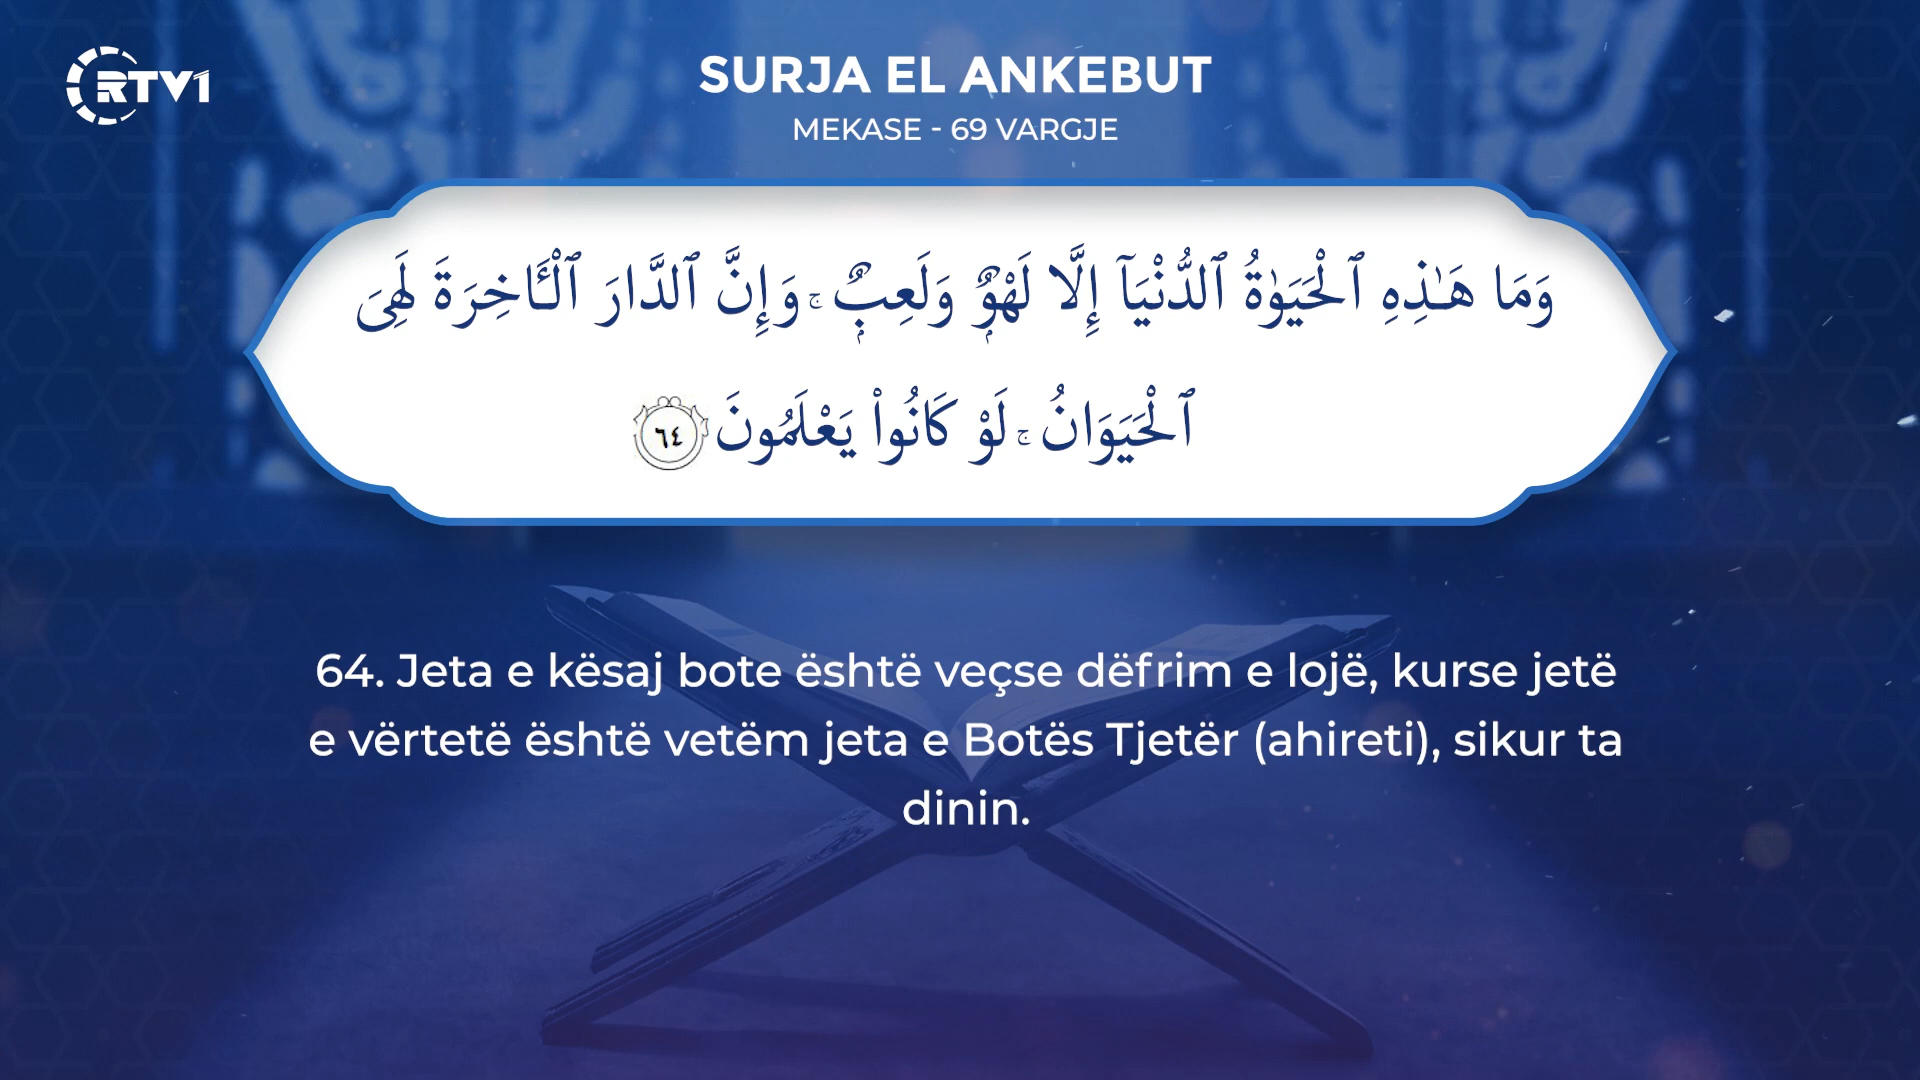 RTV1
SURJA EL ANKEBUT
MEKASE - 69 VARGJE
وَمَا هَـٰذِهِ ٱلْحَيَوٰةُ ٱلدُّنْيَآ إِلَّا لَهْوٌۭ وَلَعِبٌۭ ۚ وَإِنَّ ٱلدَّارَ ٱلْـَٔاخِرَةَ لَهِىَ
ٱلْحَيَوَانُ ۚ لَوْ كَانُوا۟ يَعْلَمُونَ ٦٤
64. Jeta e kësaj bote është veçse dëfrim e lojë, kurse jetë
e vërtetë është vetëm jeta e Botës Tjetër (ahireti), sikur ta
dinin.